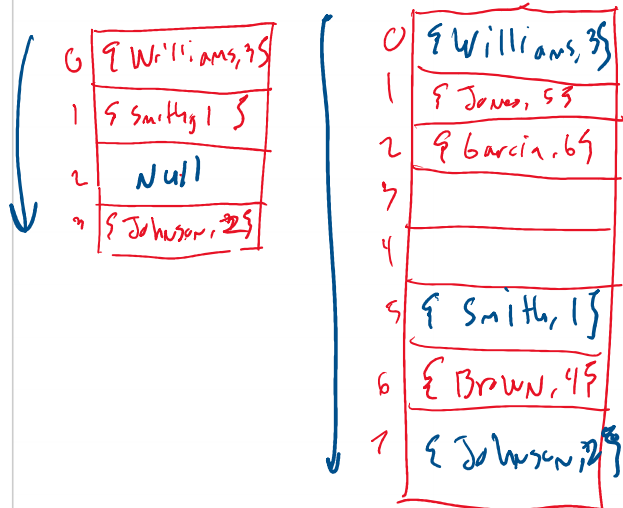 0 { Williams, 3}
1 { Smith, 1 }
2 Null
3 { Johnson, 2}
0 { Williams, 3}
1 { Jones, 5}
2 { Garcia, 6}
3
4
5 { Smith, 1}
6 { Brown, 4}
7 { Johnson, 2}